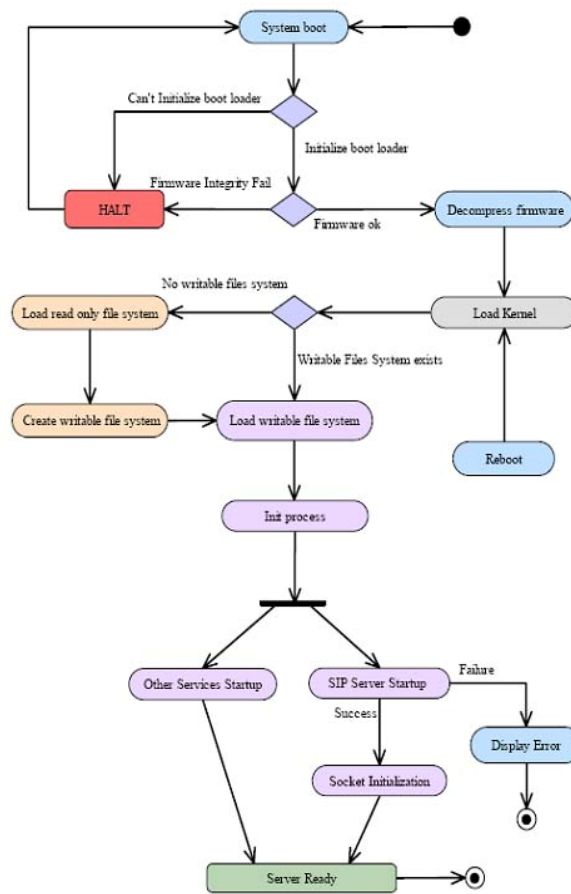 System boot
Can't Initialize boot loader
Initialize boot loader
Firmware Integrity Fail
HALT
Firmware ok
Decompress firmware
No writable files system
Load read only file system
Load Kernel
Writable Files System exists
Create writable file system
Load writable file system
Reboot
Init process
Other Services Startup
SIP Server Startup
Failure
Success
Display Error
Socket Initialization
Server Ready